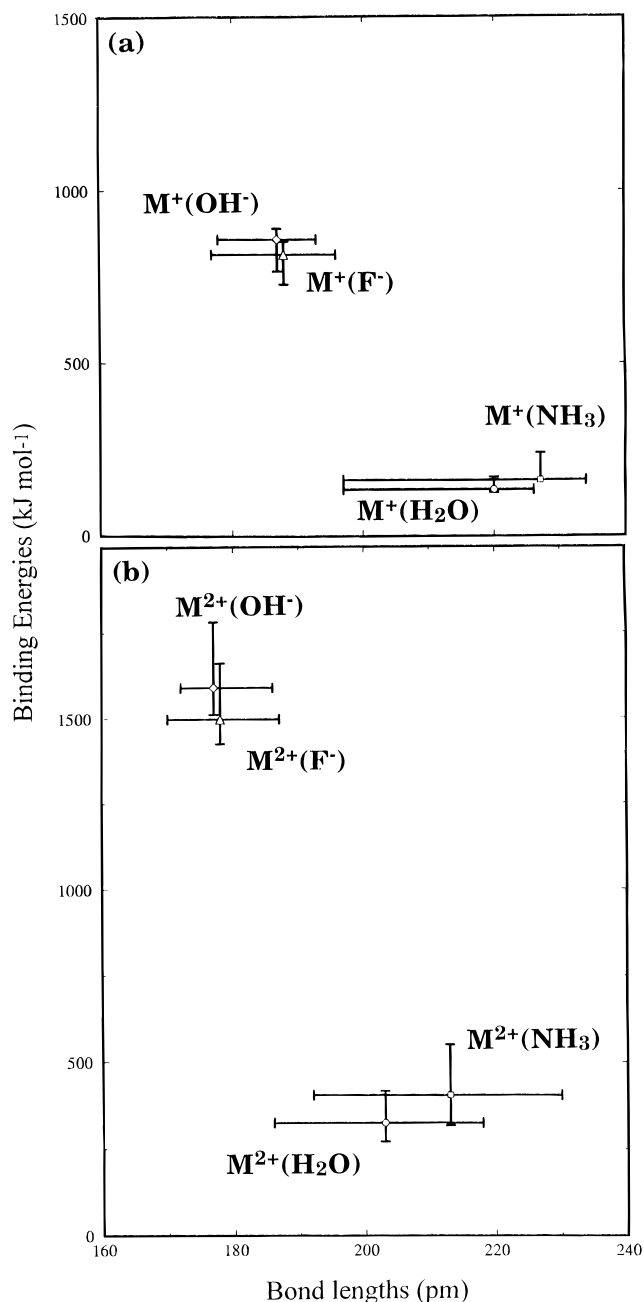 1500
(a)
M⁺(OH⁻)
1000
M⁺(F⁻)
500
M⁺(NH₃)
M⁺(H₂O)
0
Binding Energies (kJ mol⁻¹)
(b)
M²⁺(OH⁻)
1500
M²⁺(F⁻)
1000
M²⁺(NH₃)
500
M²⁺(H₂O)
0
160 180 200 220 240
Bond lengths (pm)